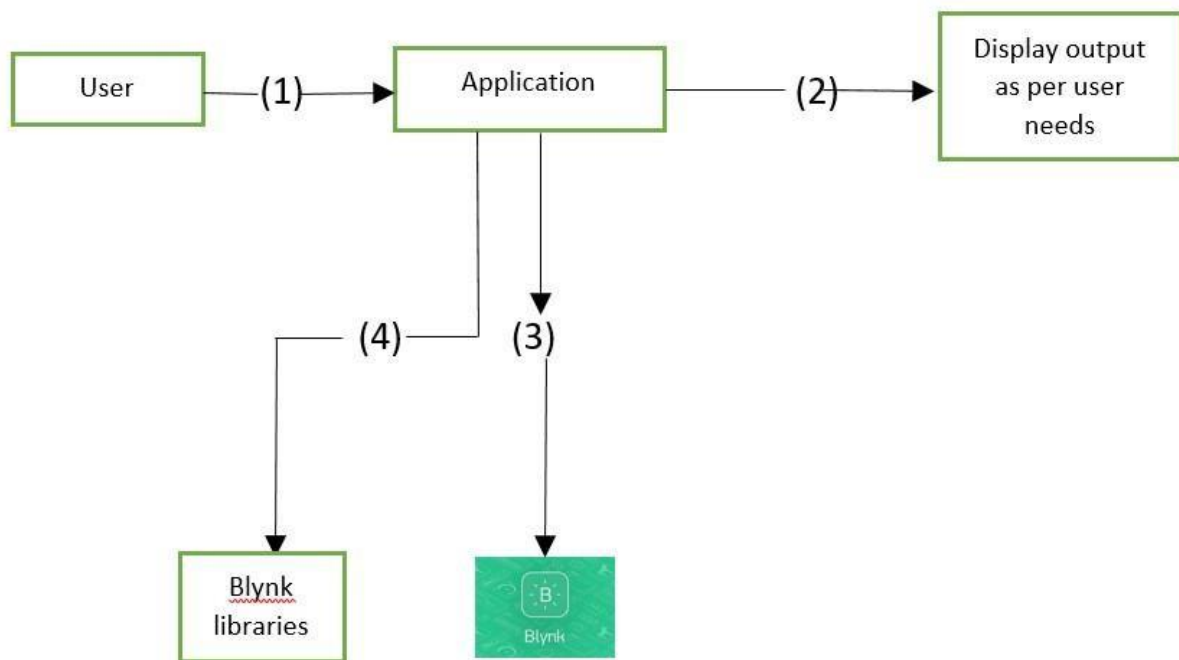 User
(1)
Application
(2)
Display output
as per user
needs
(4)
(3)
Blynk
libraries
B
Blynk